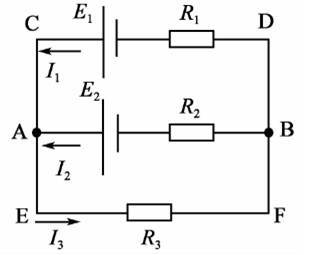 C E₁ R₁ D
I₁
E₂ R₂
A B
I₂
E F
I₃ R₃